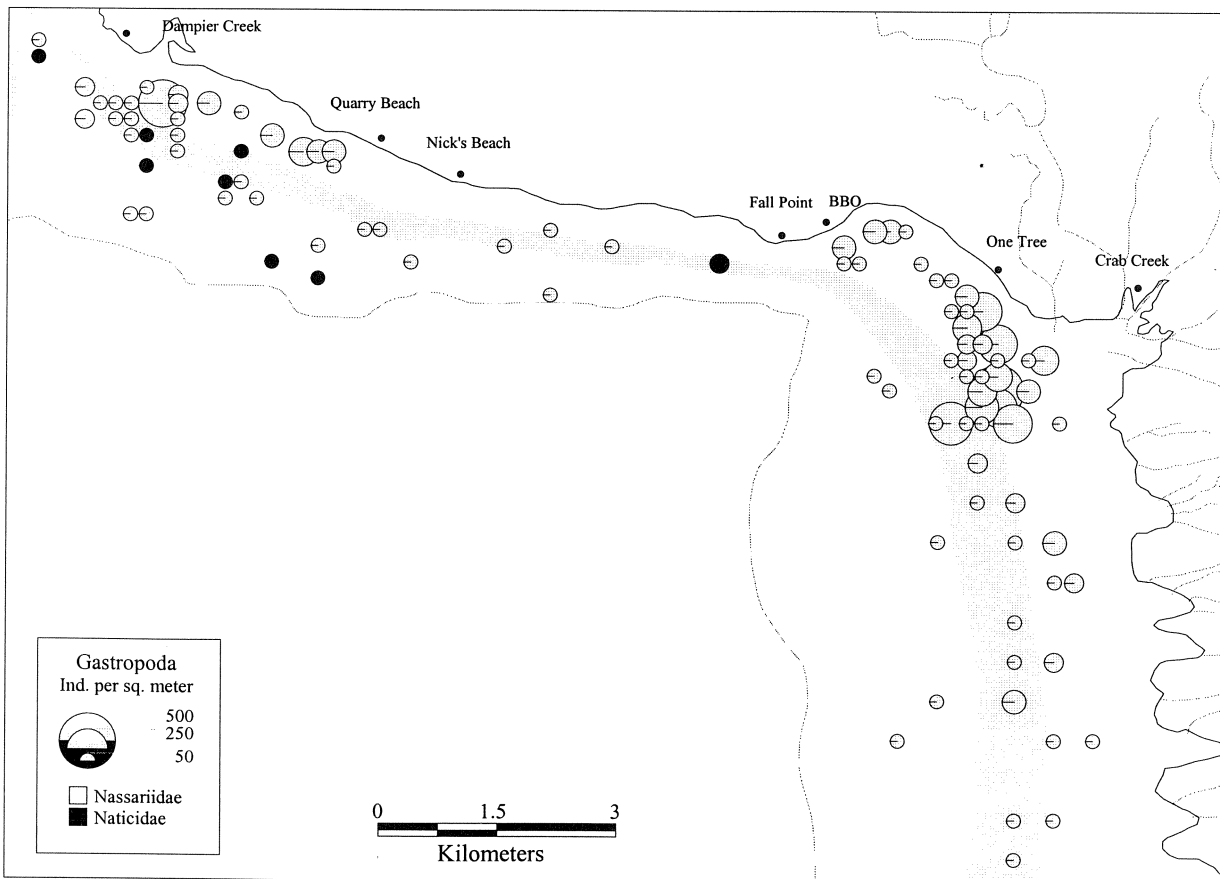 Dampier Creek
Quarry Beach
Nick's Beach
Fall Point
BBO
One Tree
Crab Creek
Gastropoda
Ind. per sq. meter
500
250
50
Nassariidae
Naticidae
0 1.5 3
Kilometers